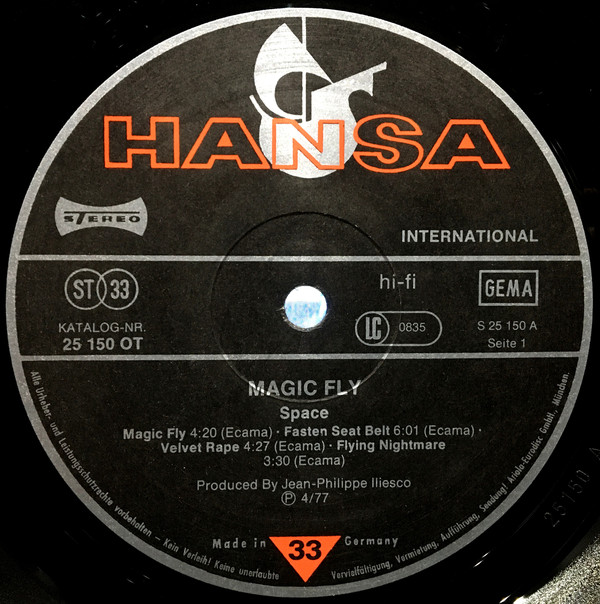 HANSA
STEREO
INTERNATIONAL
ST 33
hi-fi
GEMA
LC 0835
KATALOG-NR.
25 150 OT
S 25 150 A
Seite 1
MAGIC FLY
Space
Magic Fly 4:20 (Ecama) · Fasten Seat Belt 6:01 (Ecama) ·
Velvet Rape 4:27 (Ecama) · Flying Nightmare
3:30 (Ecama)
Produced By Jean-Philippe Iliesco
Ⓟ 4/77
Made in 33 Germany
Alle Urheber- und Leistungsschutzrechte vorbehalten – Kein Verleih! Keine unerlaubte Vervielfältigung, Vermietung, Aufführung, Sendung! Ariola-Eurodisc GmbH., München.
25150 A